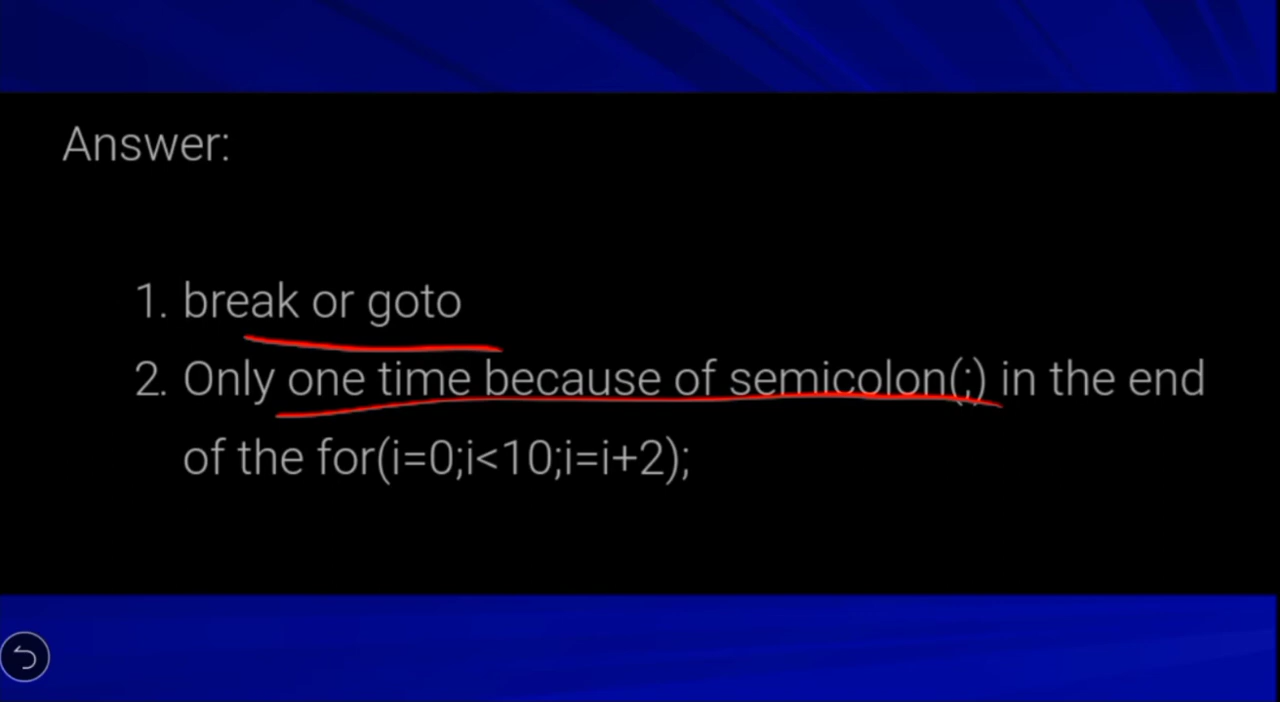 Answer:
1. break or goto
2. Only one time because of semicolon(;) in the end
of the for(i=0;i<10;i=i+2);